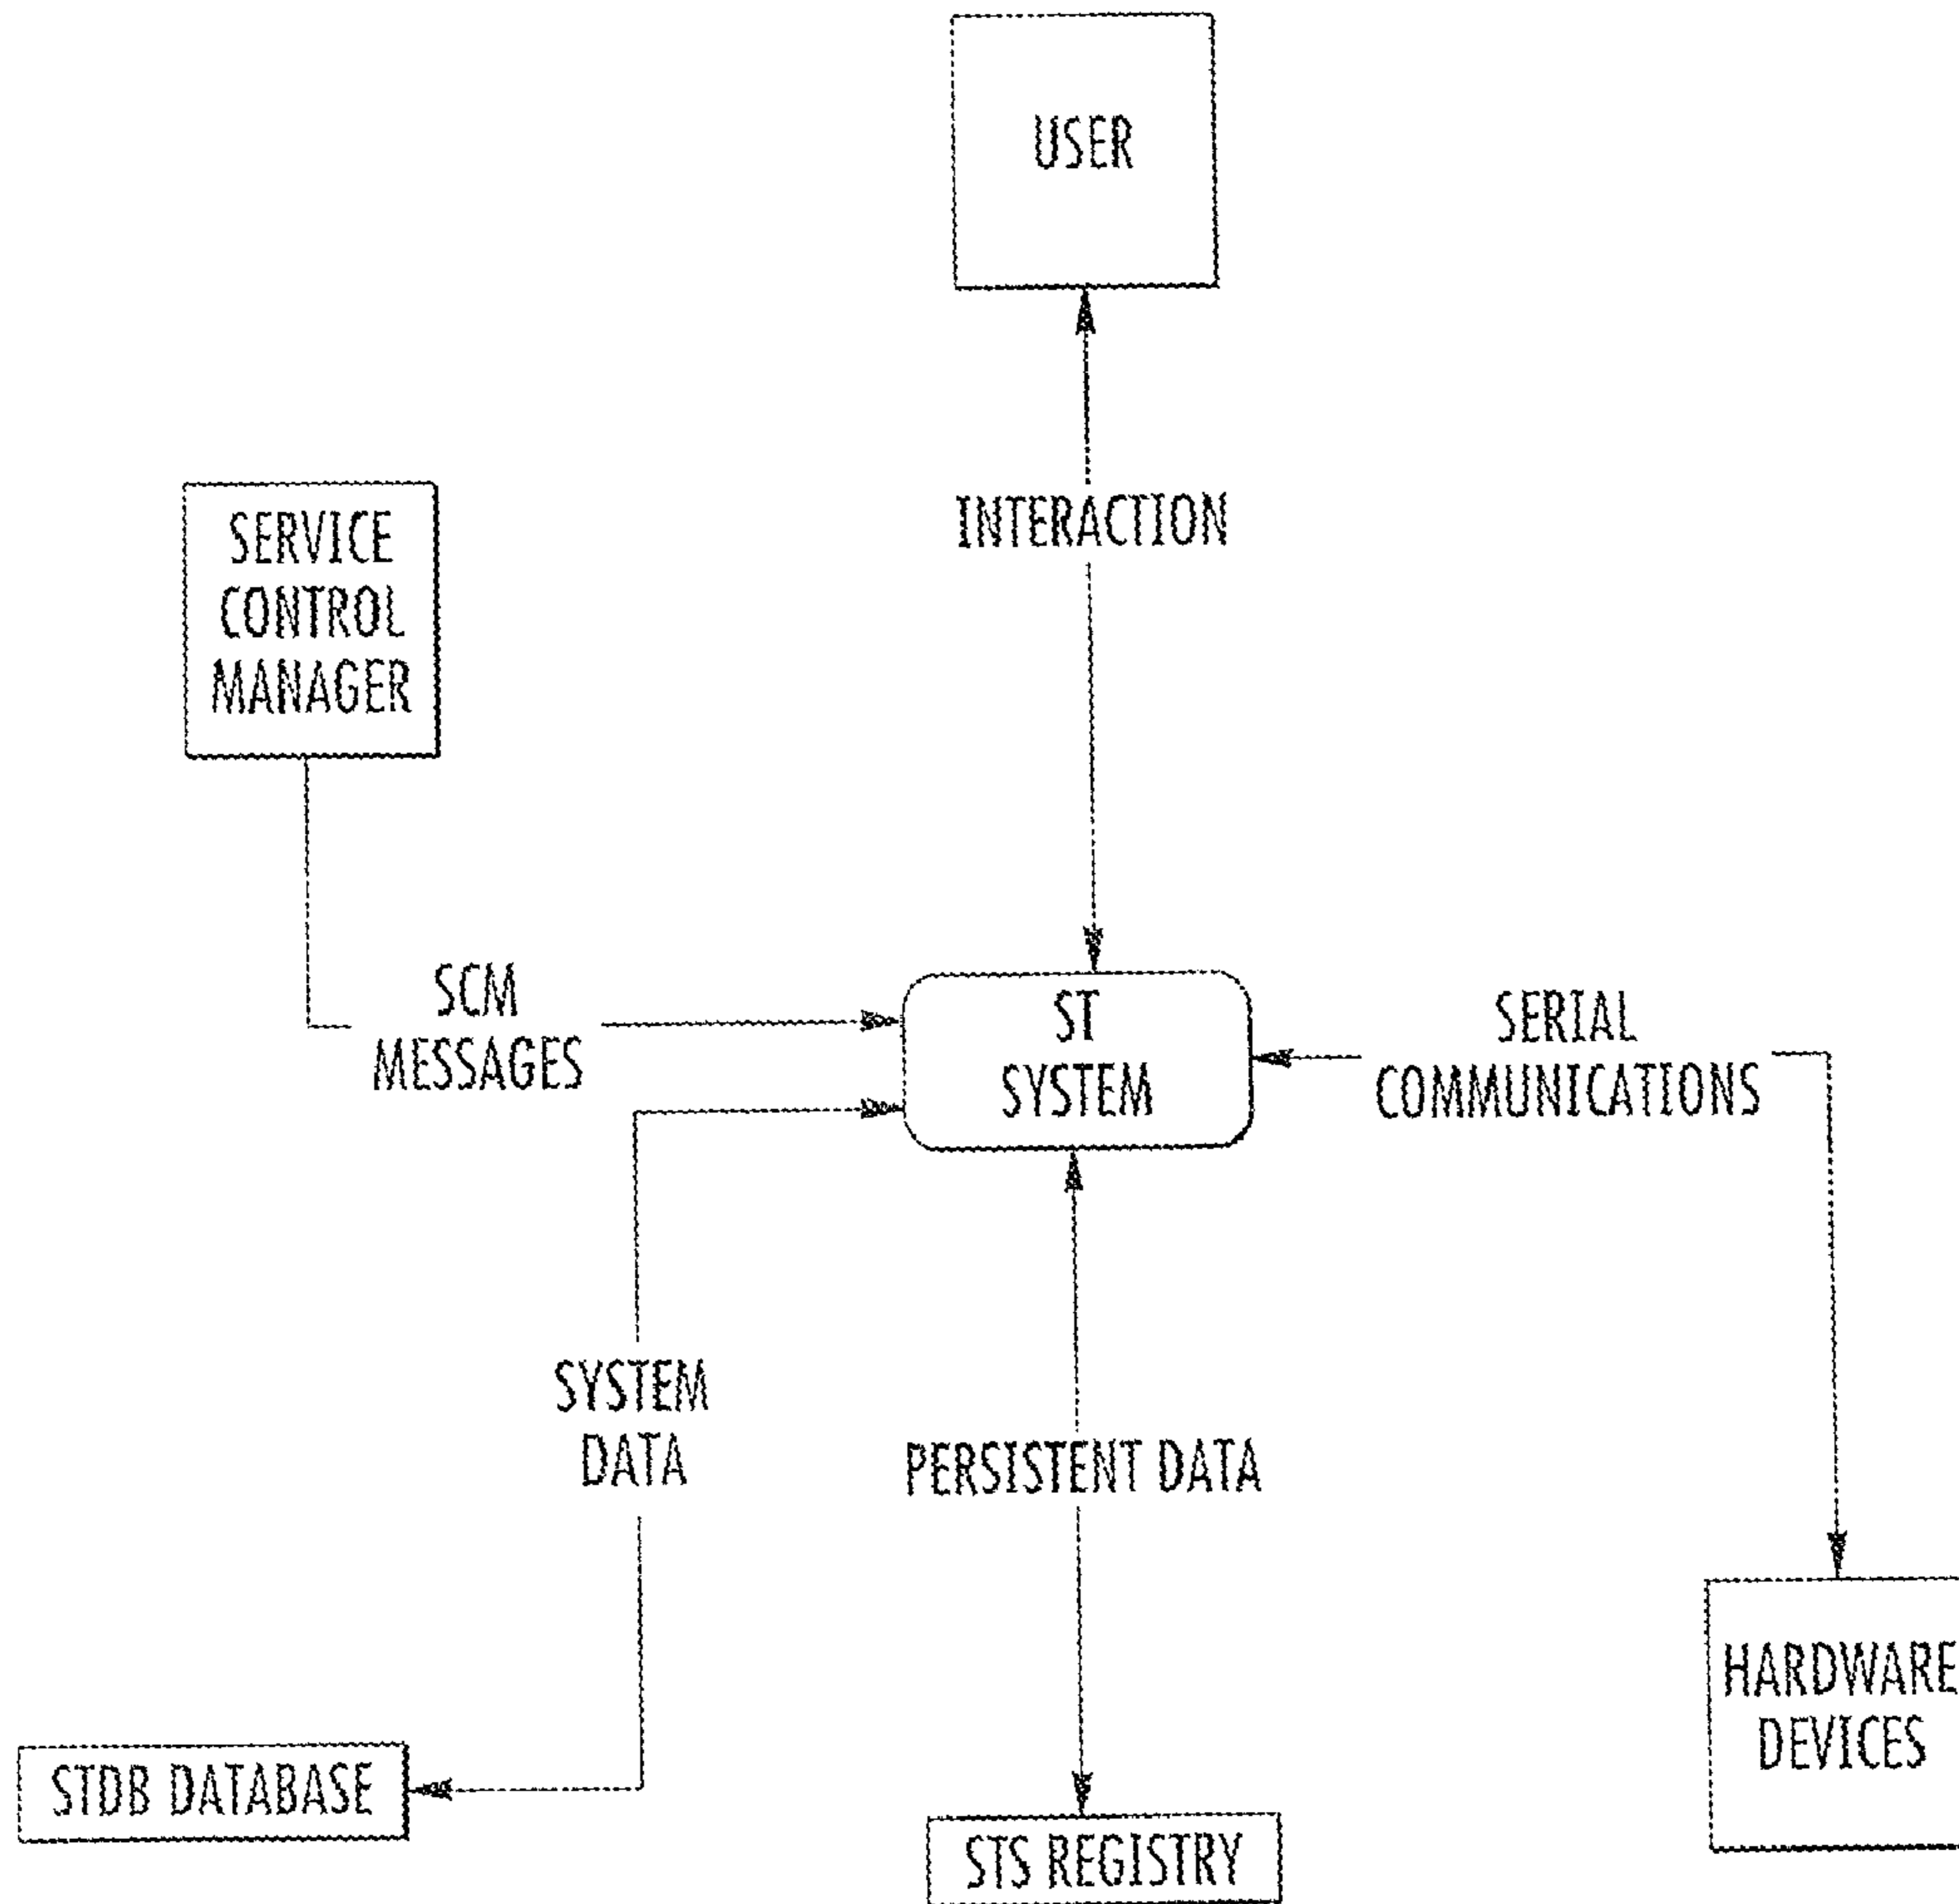 USER
INTERACTION
SERVICE
CONTROL
MANAGER
SCM
MESSAGES
ST
SYSTEM
SERIAL
COMMUNICATIONS
SYSTEM
DATA
PERSISTENT DATA
HARDWARE
DEVICES
STDB DATABASE
STS REGISTRY